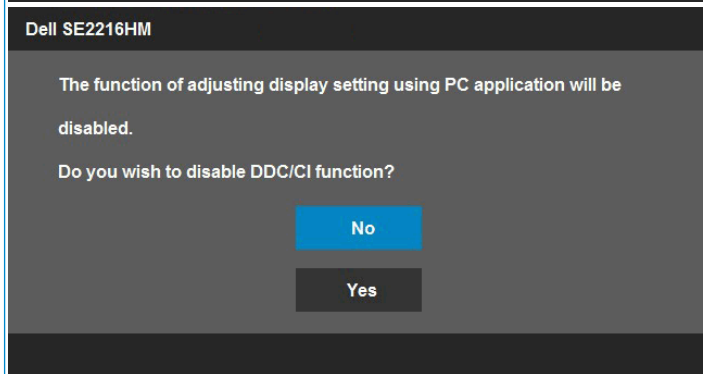 Dell SE2216HM
The function of adjusting display setting using PC application will be
disabled.
Do you wish to disable DDC/CI function?
No
Yes